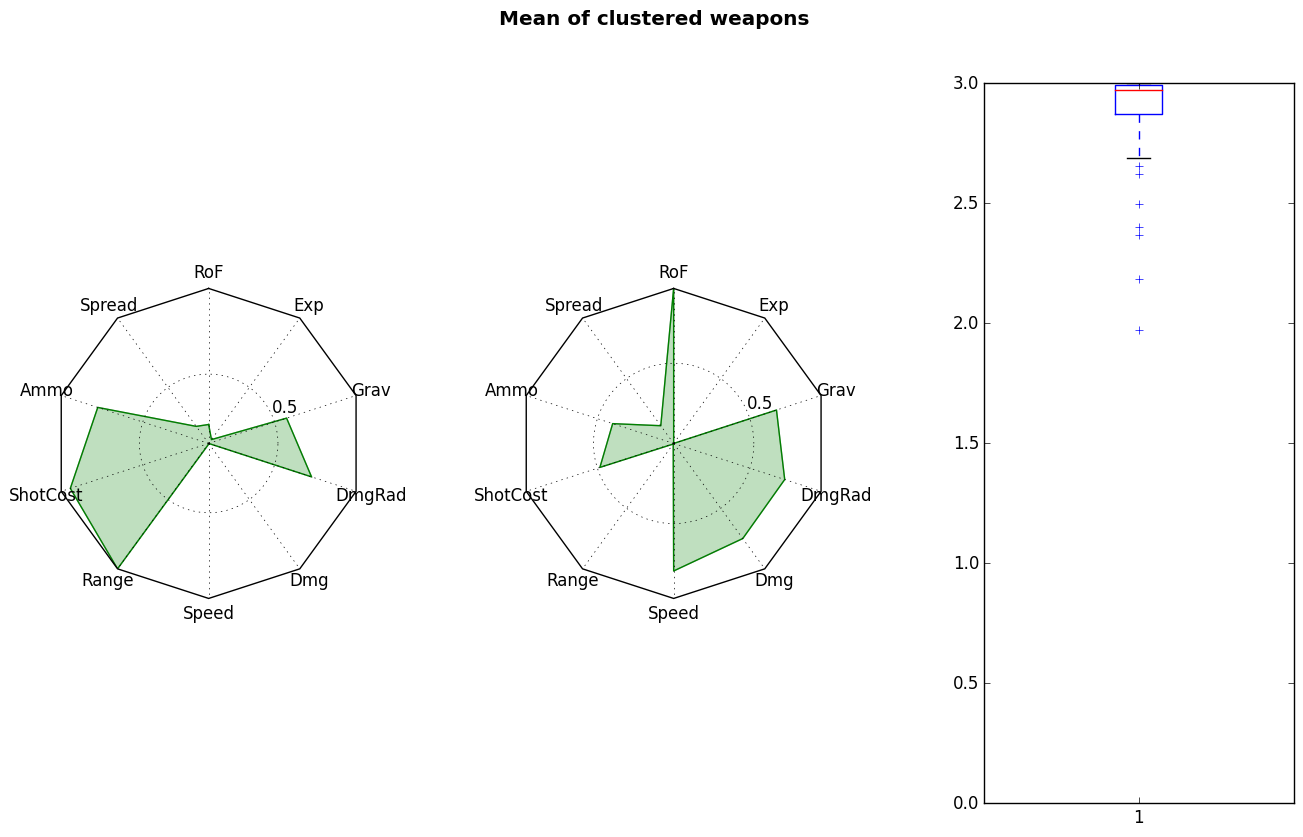 Mean of clustered weapons
RoF
Spread
Exp
Ammo
Grav
0.5
ShotCost
DmgRad
Range
Dmg
Speed
RoF
Spread
Exp
Ammo
Grav
0.5
ShotCost
DmgRad
Range
Dmg
Speed
3.0
2.5
2.0
1.5
1.0
0.5
0.0
1